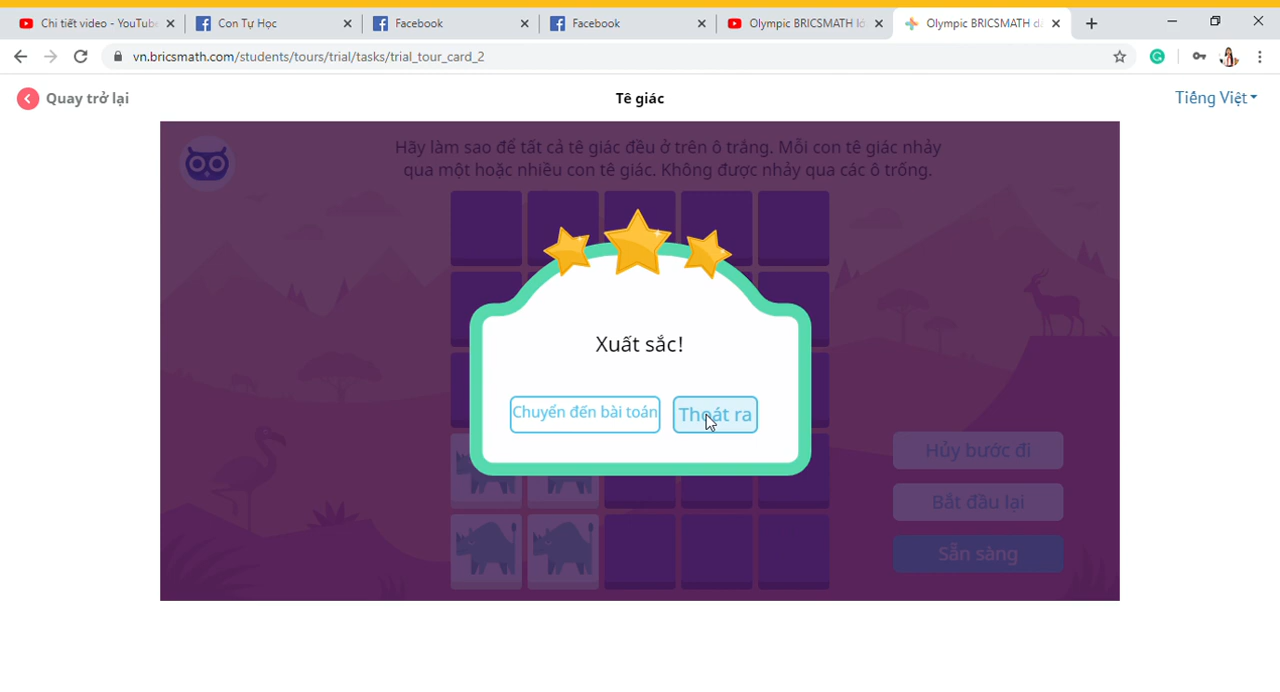 Chi tiết video - YouTube
Con Tự Học
Facebook
Facebook
Olympic BRICSMATH
Olympic BRICSMATH
vn.bricsmath.com/students/tours/trial/tasks/trial_tour_card_2
Quay trở lại
Tê giác
Tiếng Việt
Hãy làm sao để tất cả tê giác đều ở trên ô trắng. Mỗi con tê giác nhảy
qua một hoặc nhiều con tê giác. Không được nhảy qua các ô trống.
Xuất sắc!
Chuyển đến bài toán
Thoát ra
Hủy bước đi
Bắt đầu lại
Sẵn sàng